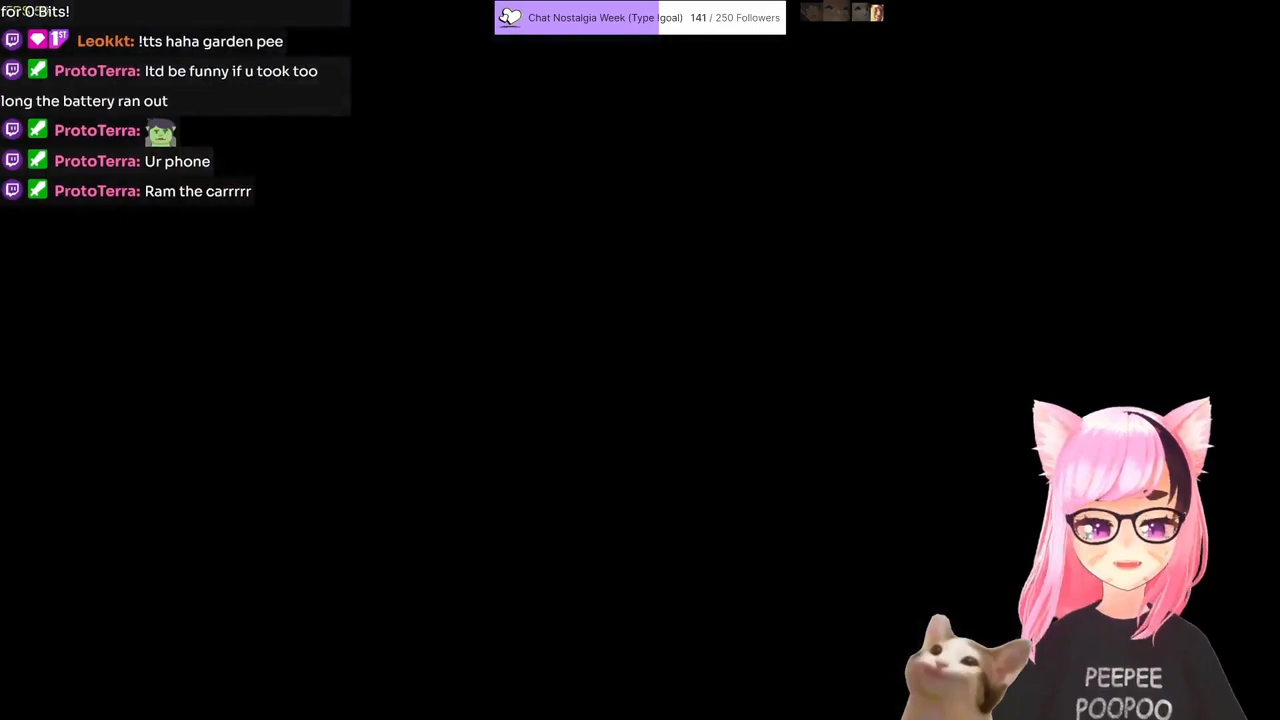 for 0 Bits!
Chat Nostalgia Week (Type !goal) 141 / 250 Followers
Leokkt: !tts haha garden pee
ProtoTerra: Itd be funny if u took too
long the battery ran out
ProtoTerra:
ProtoTerra: Ur phone
ProtoTerra: Ram the carrrrr
PEEPEE
POOPOO